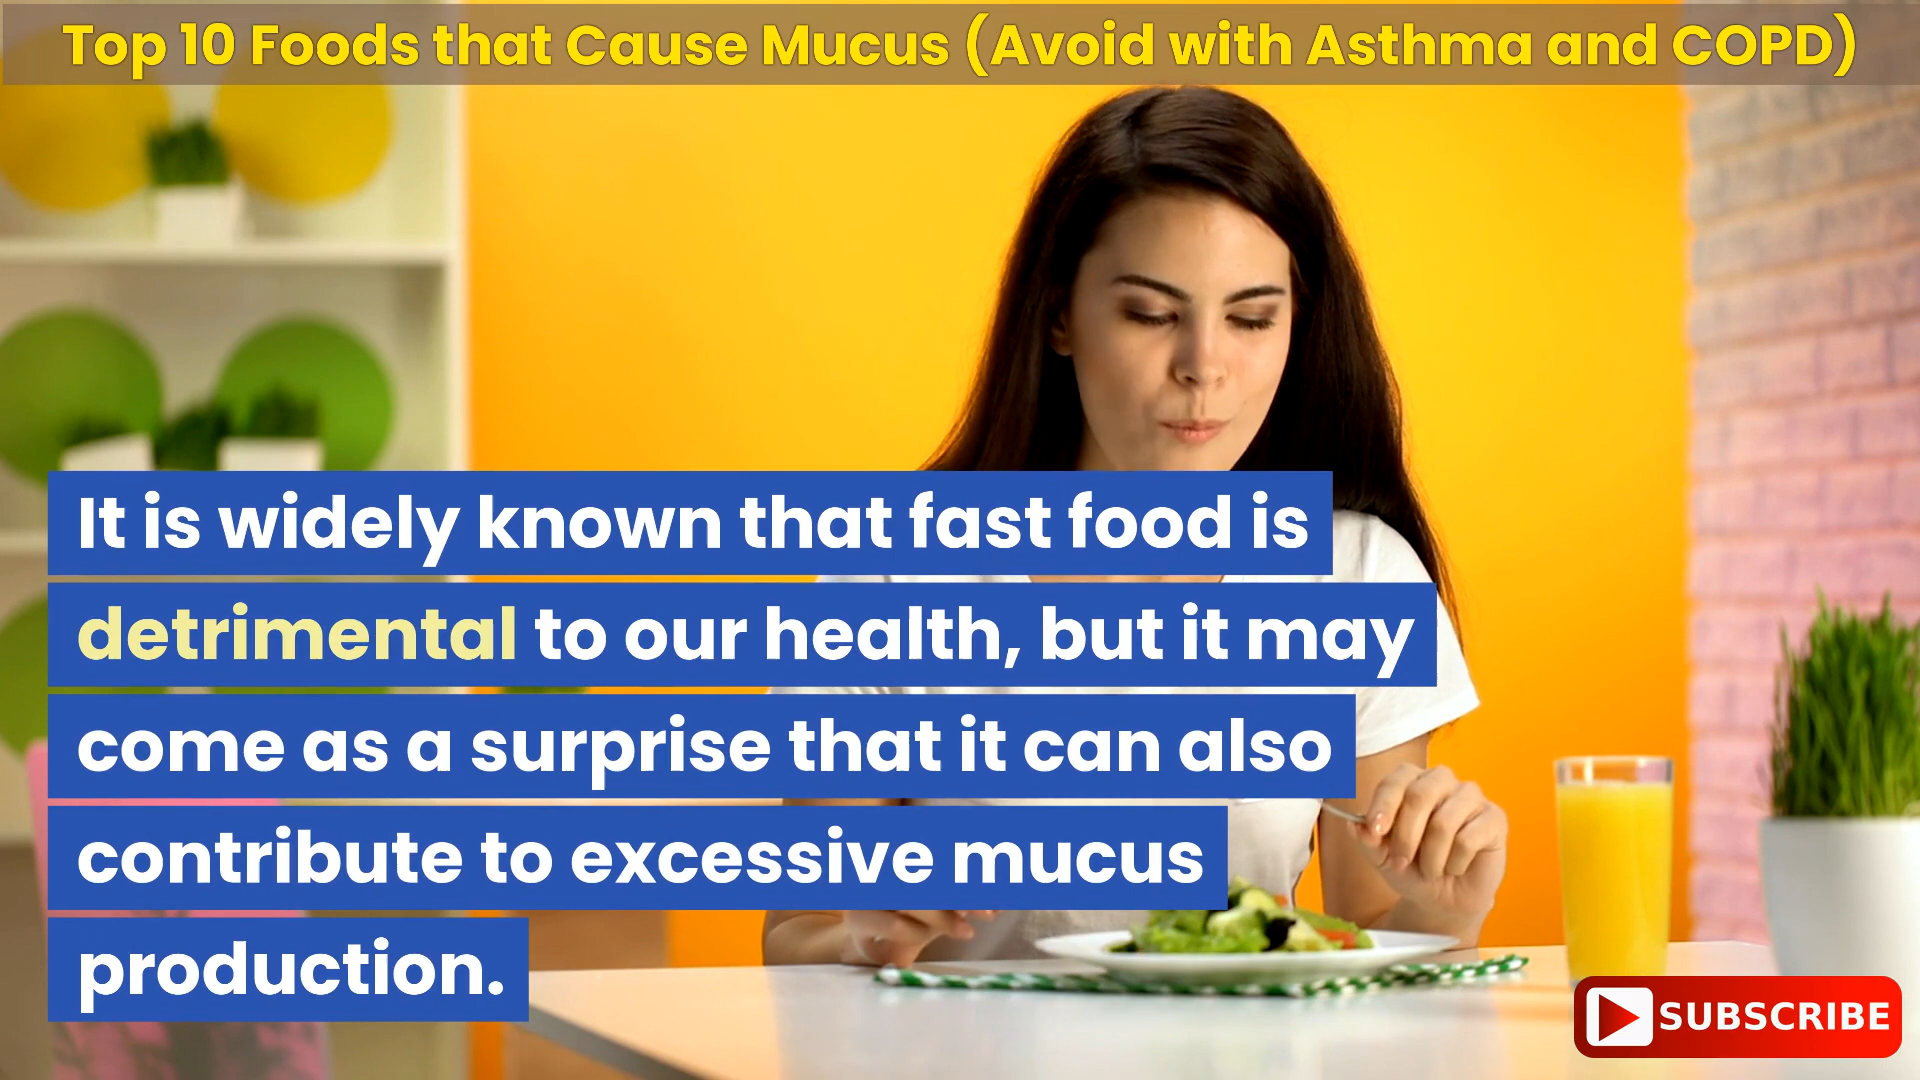 Top 10 Foods that Cause Mucus (Avoid with Asthma and COPD)
It is widely known that fast food is
detrimental to our health, but it may
come as a surprise that it can also
contribute to excessive mucus
production.
SUBSCRIBE